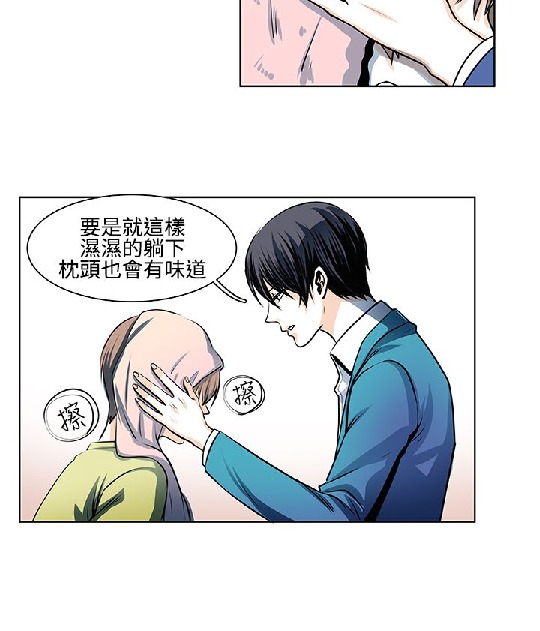 要是就這樣
濕濕的躺下
枕頭也會有味道
擦
擦